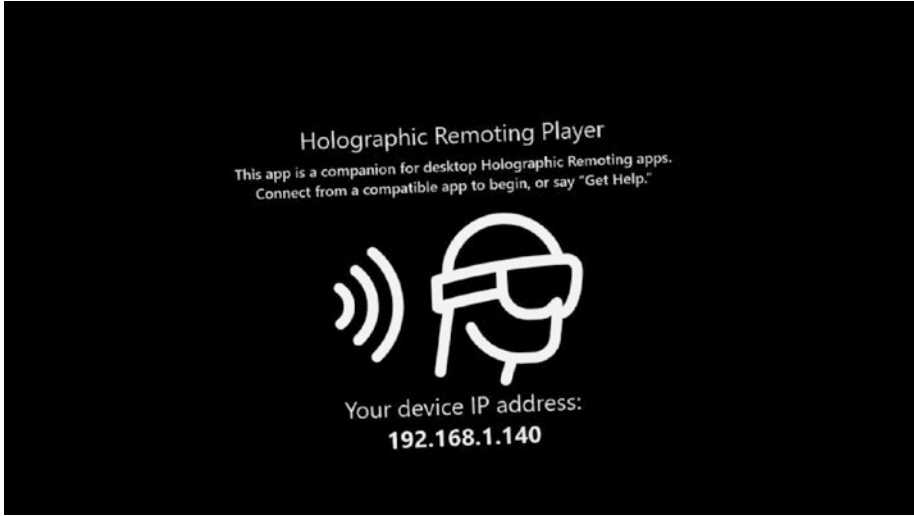 Holographic Remoting Player
This app is a companion for desktop Holographic Remoting apps.
Connect from a compatible app to begin, or say "Get Help."
Your device IP address:
192.168.1.140